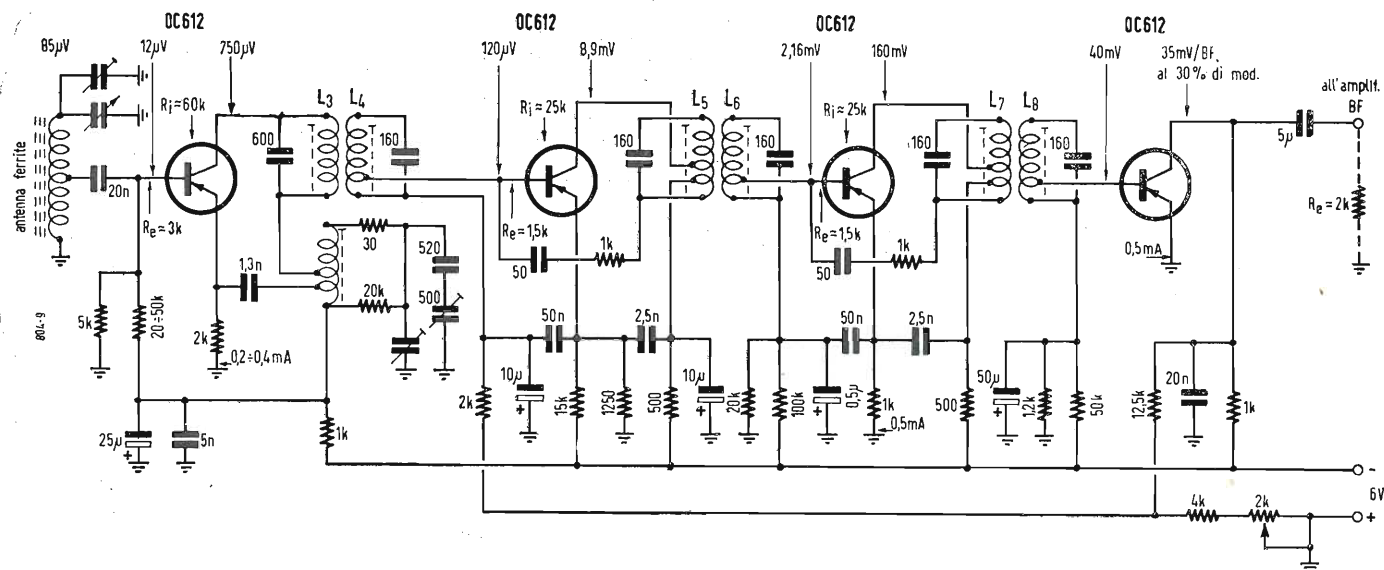 OC612
OC612
OC612
OC612
85µV
12µV
750µV
120µV
8,9mV
2,16mV
160mV
40mV
35mV/BF.
al 30% di mod.
all'amplif.
BF
Ri≈60k
L3
L4
Ri≈25k
L5
L6
Ri≈25k
L7
L8
600
160
160
160
160
160
5µ
antenna ferrite
20n
Re≈3k
Re≈1,5k
Re≈1,5k
Re≈2k
30
520
50
1k
50
1k
0,5mA
1,3n
20k
500
804-9
5k
20÷50k
2k
0,2÷0,4mA
50n
2,5n
50n
2,5n
10µ
10µ
0,5µ
50µ
20n
2k
15k
1250
500
20k
100k
1k
0,5mA
500
1,2k
50k
12,5k
1k
25µ
+
5n
1k
+
+
+
+
-
6V
+
4k
2k